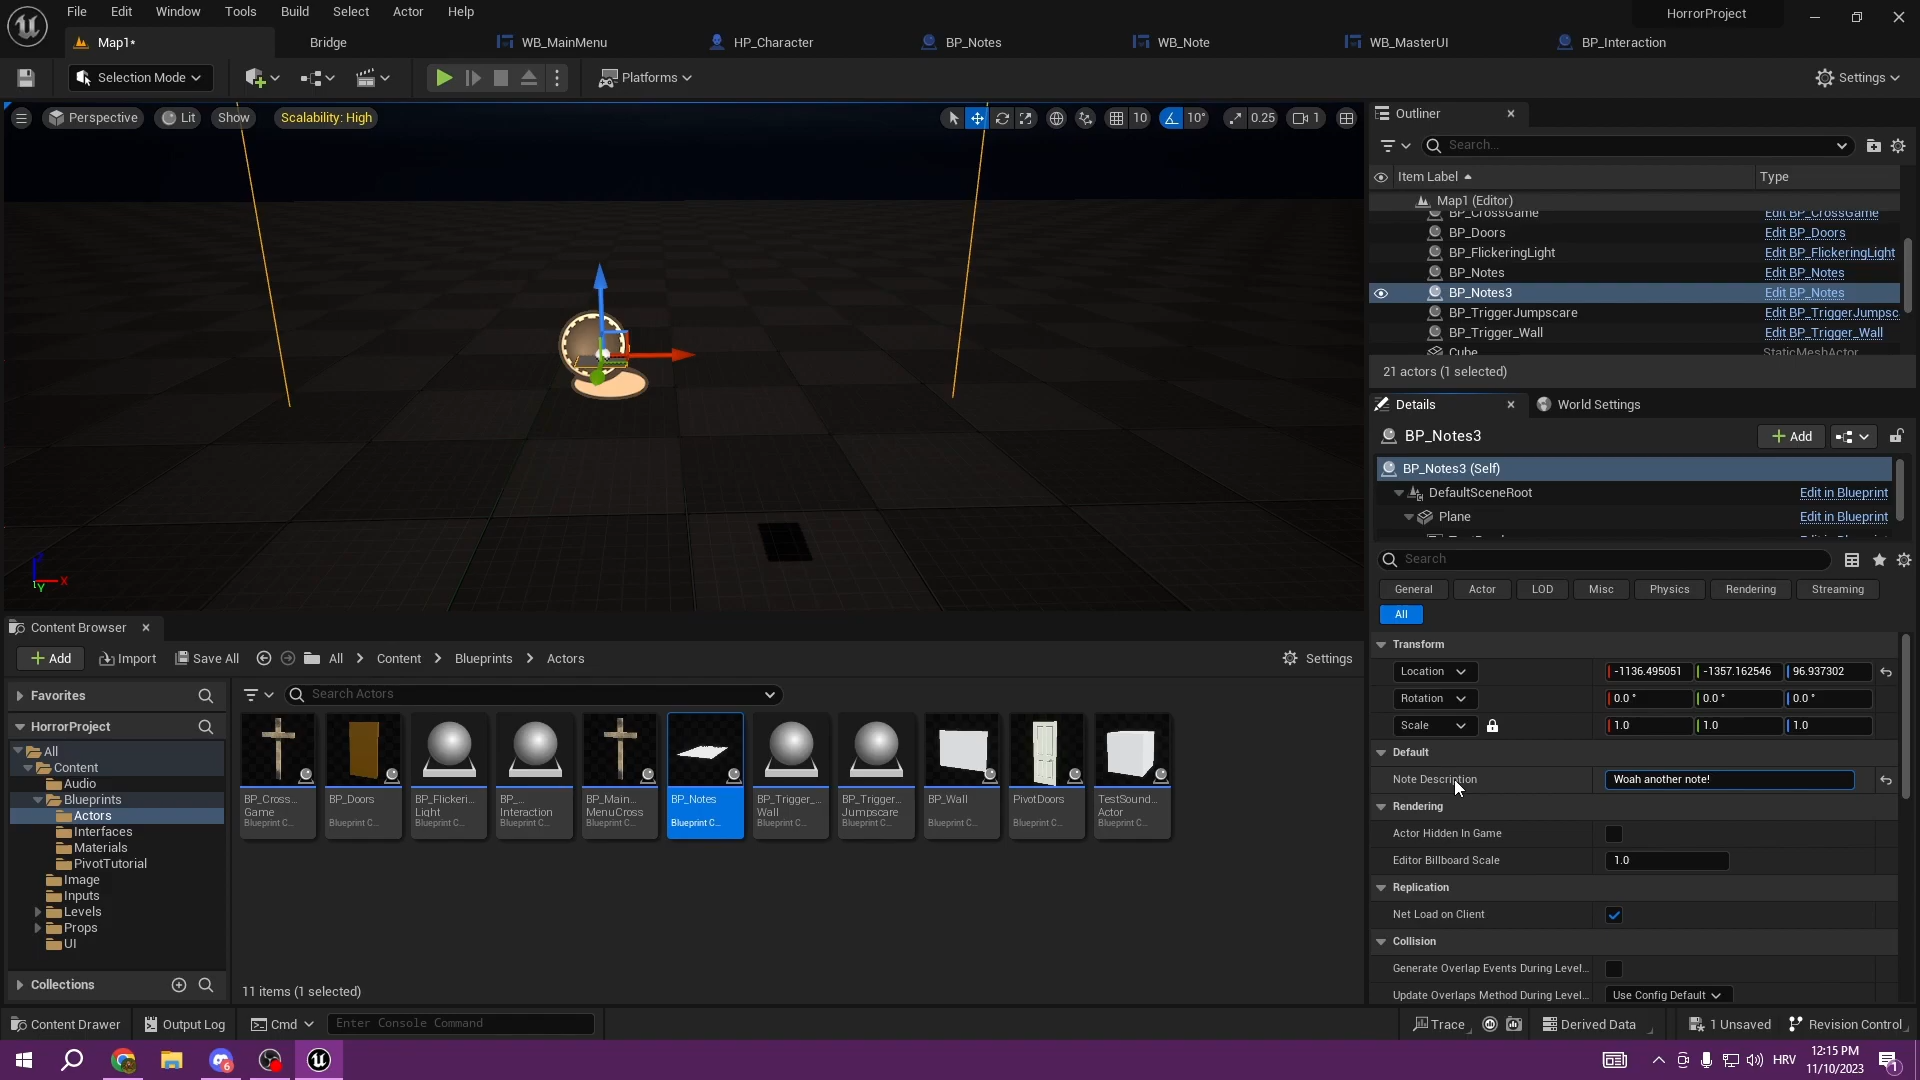 File Edit Window Tools Build Select Actor Help
HorrorProject
Map1* Bridge WB_MainMenu HP_Character BP_Notes WB_Note WB_MasterUI BP_Interaction
Selection Mode Platforms Settings
Perspective Lit Show Scalability: High 10 10° 0.25 1
Outliner
Search...
Item Label Type
Map1 (Editor)
BP_CrossGame Edit BP_CrossGame
BP_Doors Edit BP_Doors
BP_FlickeringLight Edit BP_FlickeringLight
BP_Notes Edit BP_Notes
BP_Notes3 Edit BP_Notes
BP_TriggerJumpscare Edit BP_TriggerJumpsc
BP_Trigger_Wall Edit BP_Trigger_Wall
Cube StaticMeshActor
21 actors (1 selected)
Details World Settings
BP_Notes3 Add
BP_Notes3 (Self)
DefaultSceneRoot Edit in Blueprint
Plane Edit in Blueprint
Search
General Actor LOD Misc Physics Rendering Streaming
All
Transform
Location -1136.495051 -1357.162546 96.937302
Rotation 0.0 ° 0.0 ° 0.0 °
Scale 1.0 1.0 1.0
Default
Note Description Woah another note!
Rendering
Actor Hidden In Game
Editor Billboard Scale 1.0
Replication
Net Load on Client
Collision
Generate Overlap Events During Level...
Update Overlaps Method During Level... Use Config Default
X
Y
Content Browser
Add Import Save All All Content Blueprints Actors Settings
Favorites
HorrorProject
All
Content
Audio
Blueprints
Actors
Interfaces
Materials
PivotTutorial
Image
Inputs
Levels
Props
UI
Collections
Search Actors
BP_Cross...
Game
Blueprint C...
BP_Doors
Blueprint C...
BP_Flickeri...
Light
Blueprint C...
BP_...
Interaction
Blueprint C...
BP_Main...
MenuCross
Blueprint C...
BP_Notes
Blueprint C...
BP_Trigger_...
Wall
Blueprint C...
BP_Trigger...
Jumpscare
Blueprint C...
BP_Wall
Blueprint C...
PivotDoors
Blueprint C...
TestSound...
Actor
Blueprint C...
11 items (1 selected)
Content Drawer Output Log Cmd Enter Console Command Trace Derived Data 1 Unsaved Revision Control
6 HRV 12:15 PM
11/10/2023 1